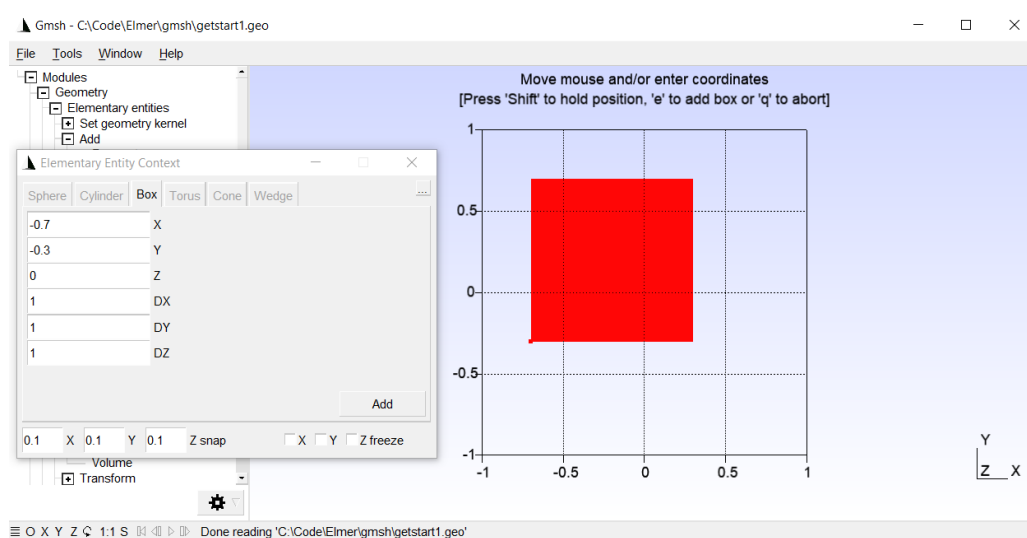 Gmsh - C:\Code\Elmer\gmsh\getstart1.geo
File Tools Window Help
Modules
Geometry
Elementary entities
Set geometry kernel
Add
Elementary Entity Context
Sphere Cylinder Box Torus Cone Wedge ...
-0.7 X
-0.3 Y
0 Z
1 DX
1 DY
1 DZ
Add
0.1 X 0.1 Y 0.1 Z snap X Y Z freeze
Volume
Transform
Move mouse and/or enter coordinates
[Press 'Shift' to hold position, 'e' to add box or 'q' to abort]
1
0.5
0
-0.5
-1
-1 -0.5 0 0.5 1
Y
Z X
O X Y Z 1:1 S Done reading 'C:\Code\Elmer\gmsh\getstart1.geo'